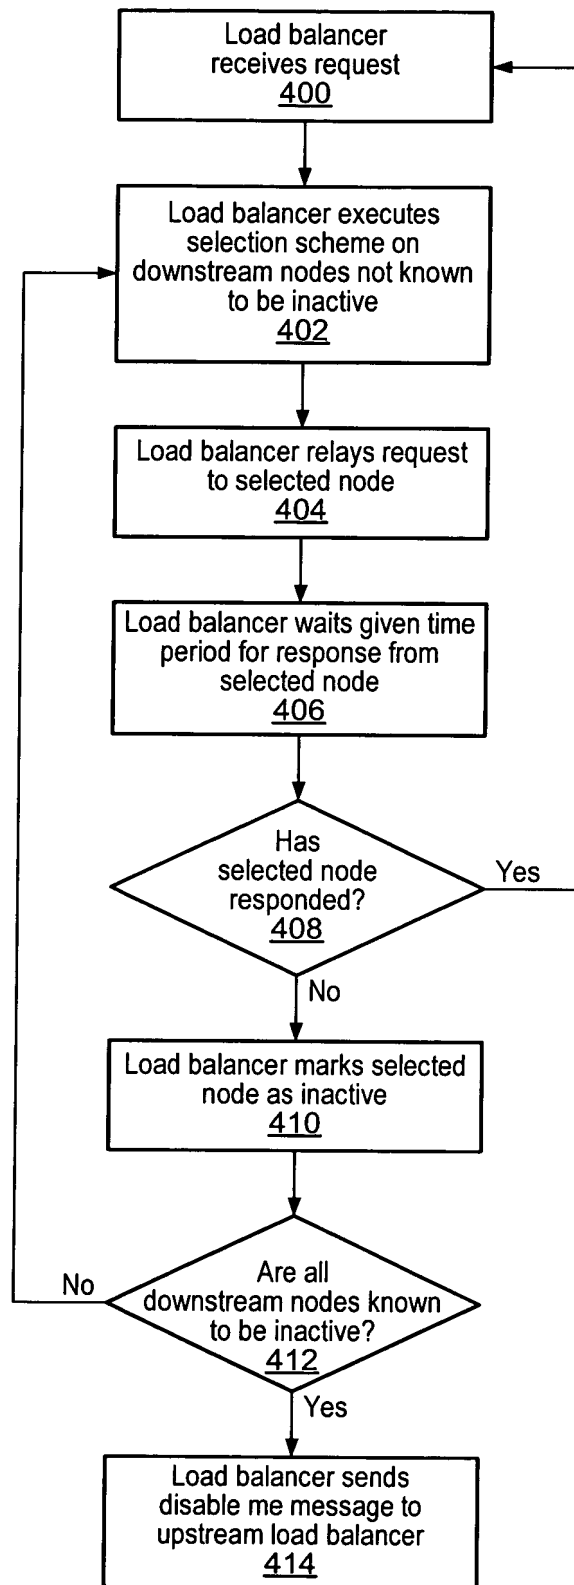 Load balancer
receives request
400
Load balancer executes
selection scheme on
downstream nodes not known
to be inactive
402
Load balancer relays request
to selected node
404
Load balancer waits given time
period for response from
selected node
406
Has
selected node
responded?
408
Yes
No
Load balancer marks selected
node as inactive
410
Are all
downstream nodes known
to be inactive?
412
No
Yes
Load balancer sends
disable me message to
upstream load balancer
414